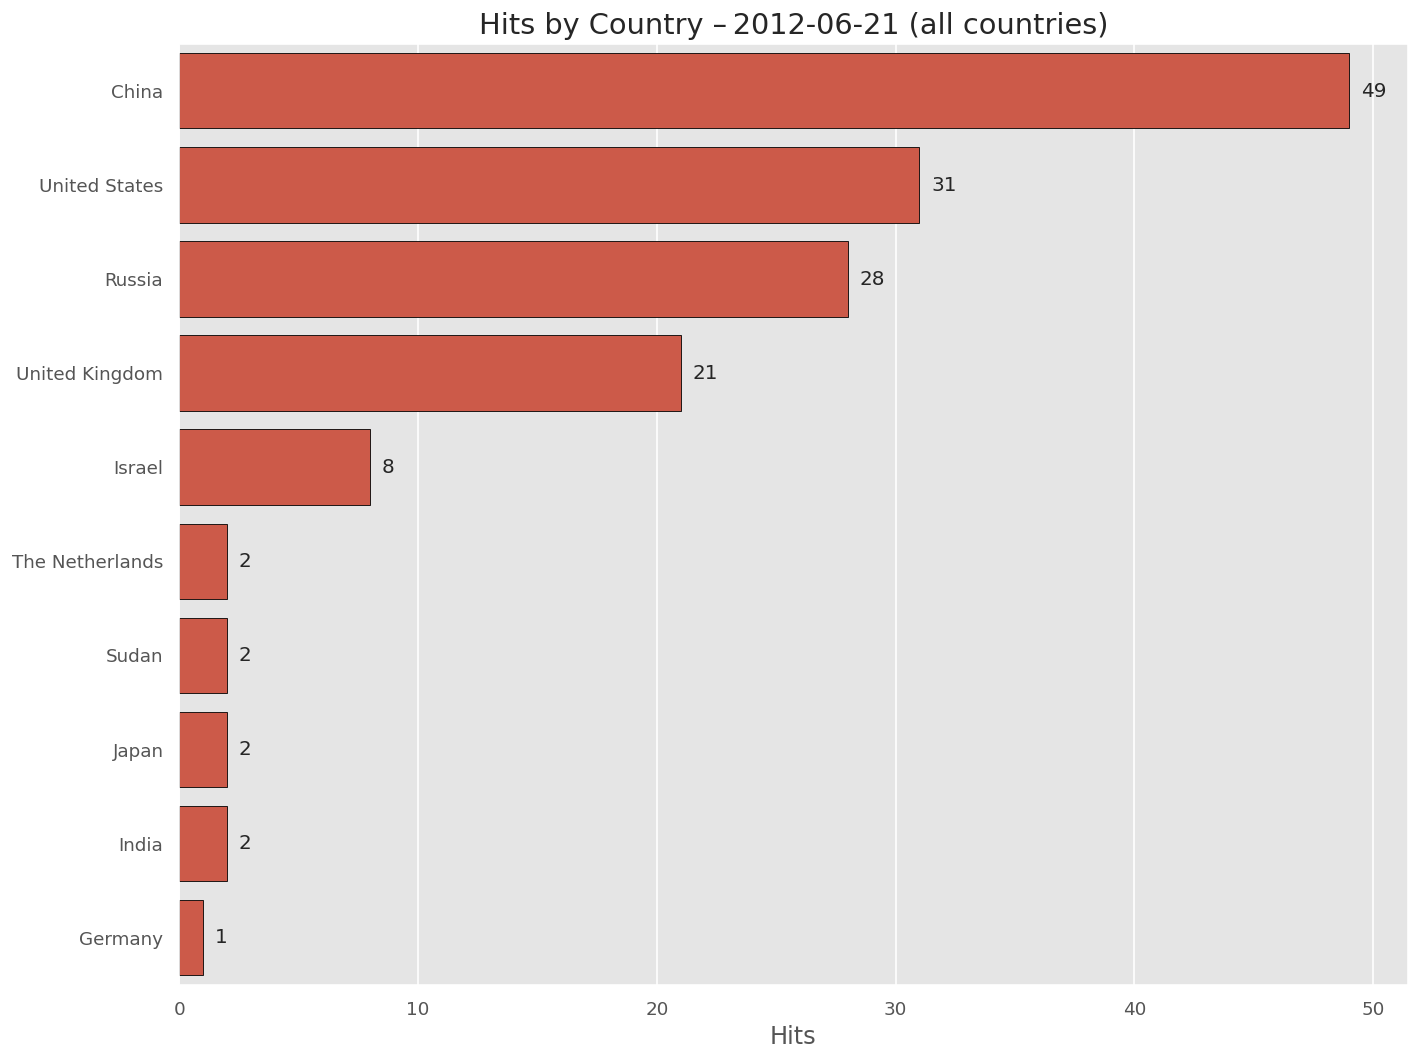 Hits by Country – 2012-06-21 (all countries)
China 49
United States 31
Russia 28
United Kingdom 21
Israel 8
The Netherlands 2
Sudan 2
Japan 2
India 2
Germany 1
0 10 20 30 40 50
Hits